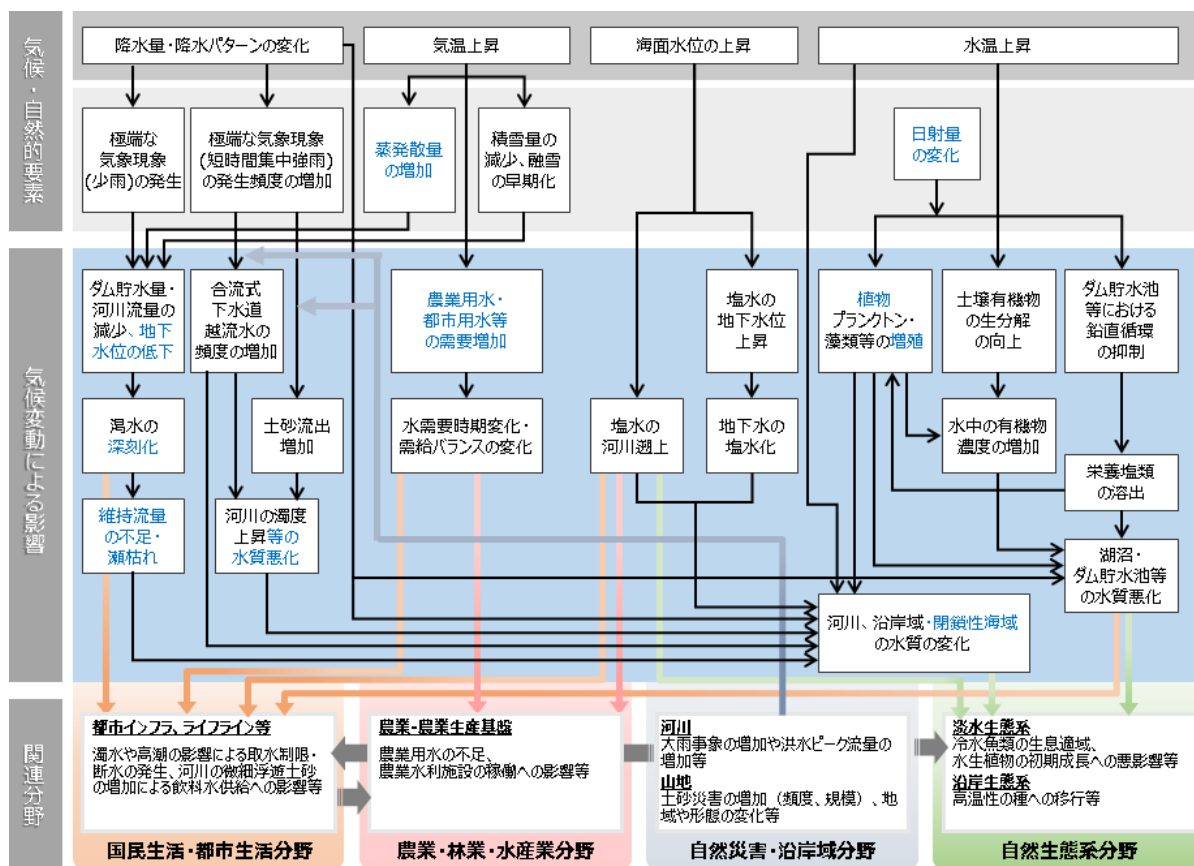 気候・自然的要素
降水量・降水パターンの変化
気温上昇
海面水位の上昇
水温上昇
極端な
気象現象
(少雨)の発生
極端な気象現象
(短時間集中強雨)
の発生頻度の増加
蒸発散量
の増加
積雪量の
減少、融雪
の早期化
日射量
の変化
気候変動による影響
ダム貯水量・
河川流量の
減少、地下
水位の低下
合流式
下水道
越流水の
頻度の増加
農業用水・
都市用水等
の需要増加
塩水の
地下水位
上昇
植物
プランクトン・
藻類等の増殖
土壌有機物
の生分解
の向上
ダム貯水池
等における
鉛直循環
の抑制
渇水の
深刻化
土砂流出
増加
水需要時期変化・
需給バランスの変化
塩水の
河川遡上
地下水の
塩水化
水中の有機物
濃度の増加
栄養塩類
の溶出
維持流量
の不足・
瀬枯れ
河川の濁度
上昇等の
水質悪化
湖沼・
ダム貯水池等
の水質悪化
河川、沿岸域・閉鎖性海域
の水質の変化
関連分野
都市インフラ、ライフライン等
濁水や高潮の影響による取水制限・
断水の発生、河川の微細浮遊土砂
の増加による飲料水供給への影響等
国民生活・都市生活分野
農業・農業生産基盤
農業用水の不足、
農業水利施設の稼働への影響等
農業・林業・水産業分野
河川
大雨事象の増加や洪水ピーク流量の
増加等
山地
土砂災害の増加（頻度、規模）、地
域や形態の変化等
自然災害・沿岸域分野
淡水生態系
冷水魚類の生息適域、
水生植物の初期成長への悪影響等
沿岸生態系
高温性の種への移行等
自然生態系分野